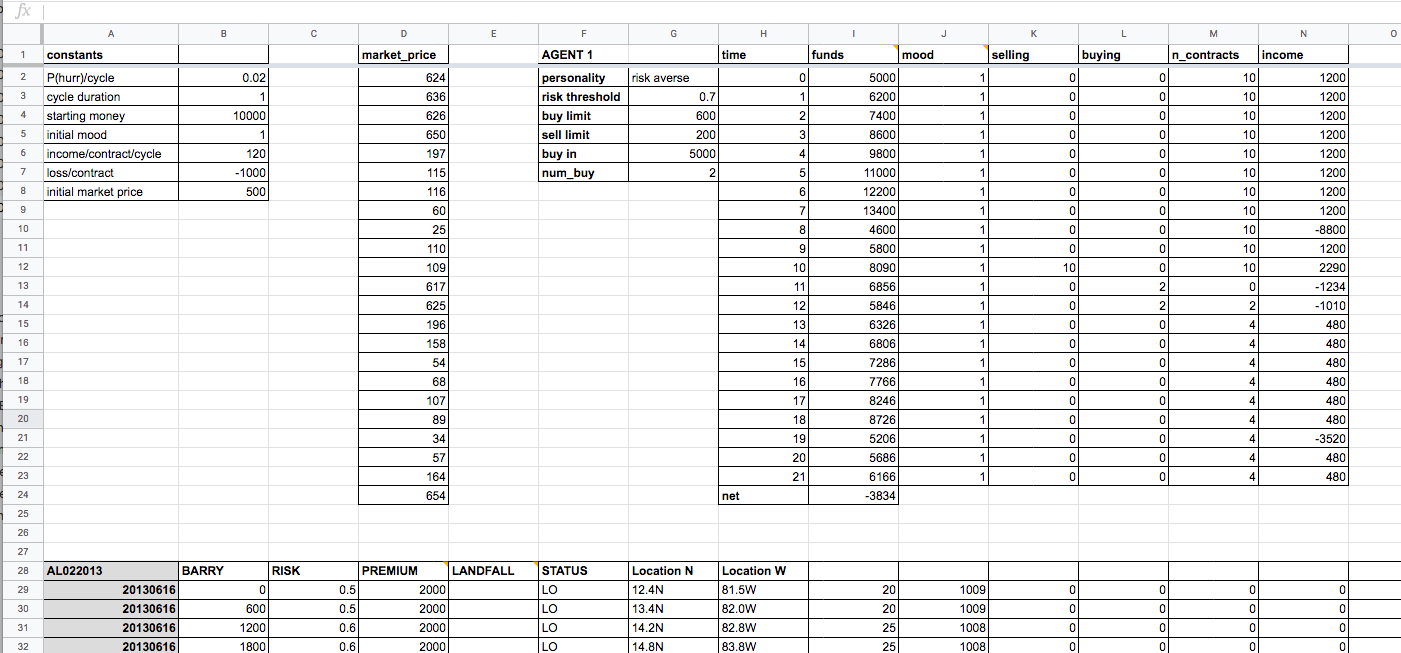 fx
A B C D E F G H I J K L M N O
1 constants market_price AGENT 1 time funds mood selling buying n_contracts income
2 P(hurr)/cycle 0.02 624 personality risk averse 0 5000 1 0 0 10 1200
3 cycle duration 1 636 risk threshold 0.7 1 6200 1 0 0 10 1200
4 starting money 10000 626 buy limit 600 2 7400 1 0 0 10 1200
5 initial mood 1 650 sell limit 200 3 8600 1 0 0 10 1200
6 income/contract/cycle 120 197 buy in 5000 4 9800 1 0 0 10 1200
7 loss/contract -1000 115 num_buy 2 5 11000 1 0 0 10 1200
8 initial market price 500 116 6 12200 1 0 0 10 1200
9 60 7 13400 1 0 0 10 1200
10 25 8 4600 1 0 0 10 -8800
11 110 9 5800 1 0 0 10 1200
12 109 10 8090 1 10 0 10 2290
13 617 11 6856 1 0 2 0 -1234
14 625 12 5846 1 0 2 2 -1010
15 196 13 6326 1 0 0 4 480
16 158 14 6806 1 0 0 4 480
17 54 15 7286 1 0 0 4 480
18 68 16 7766 1 0 0 4 480
19 107 17 8246 1 0 0 4 480
20 89 18 8726 1 0 0 4 480
21 34 19 5206 1 0 0 4 -3520
22 57 20 5686 1 0 0 4 480
23 164 21 6166 1 0 0 4 480
24 654 net -3834
25
26
27
28 AL022013 BARRY RISK PREMIUM LANDFALL STATUS Location N Location W
29 20130616 0 0.5 2000 LO 12.4N 81.5W 20 1009 0 0 0 0
30 20130616 600 0.5 2000 LO 13.4N 82.0W 20 1009 0 0 0 0
31 20130616 1200 0.6 2000 LO 14.2N 82.8W 25 1008 0 0 0 0
32 20130616 1800 0.6 2000 LO 14.8N 83.8W 25 1008 0 0 0 0